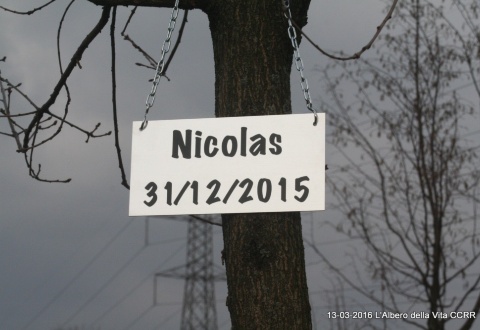 Nicolas
31/12/2015
13-03-2016 L'Albero della Vita CCRR